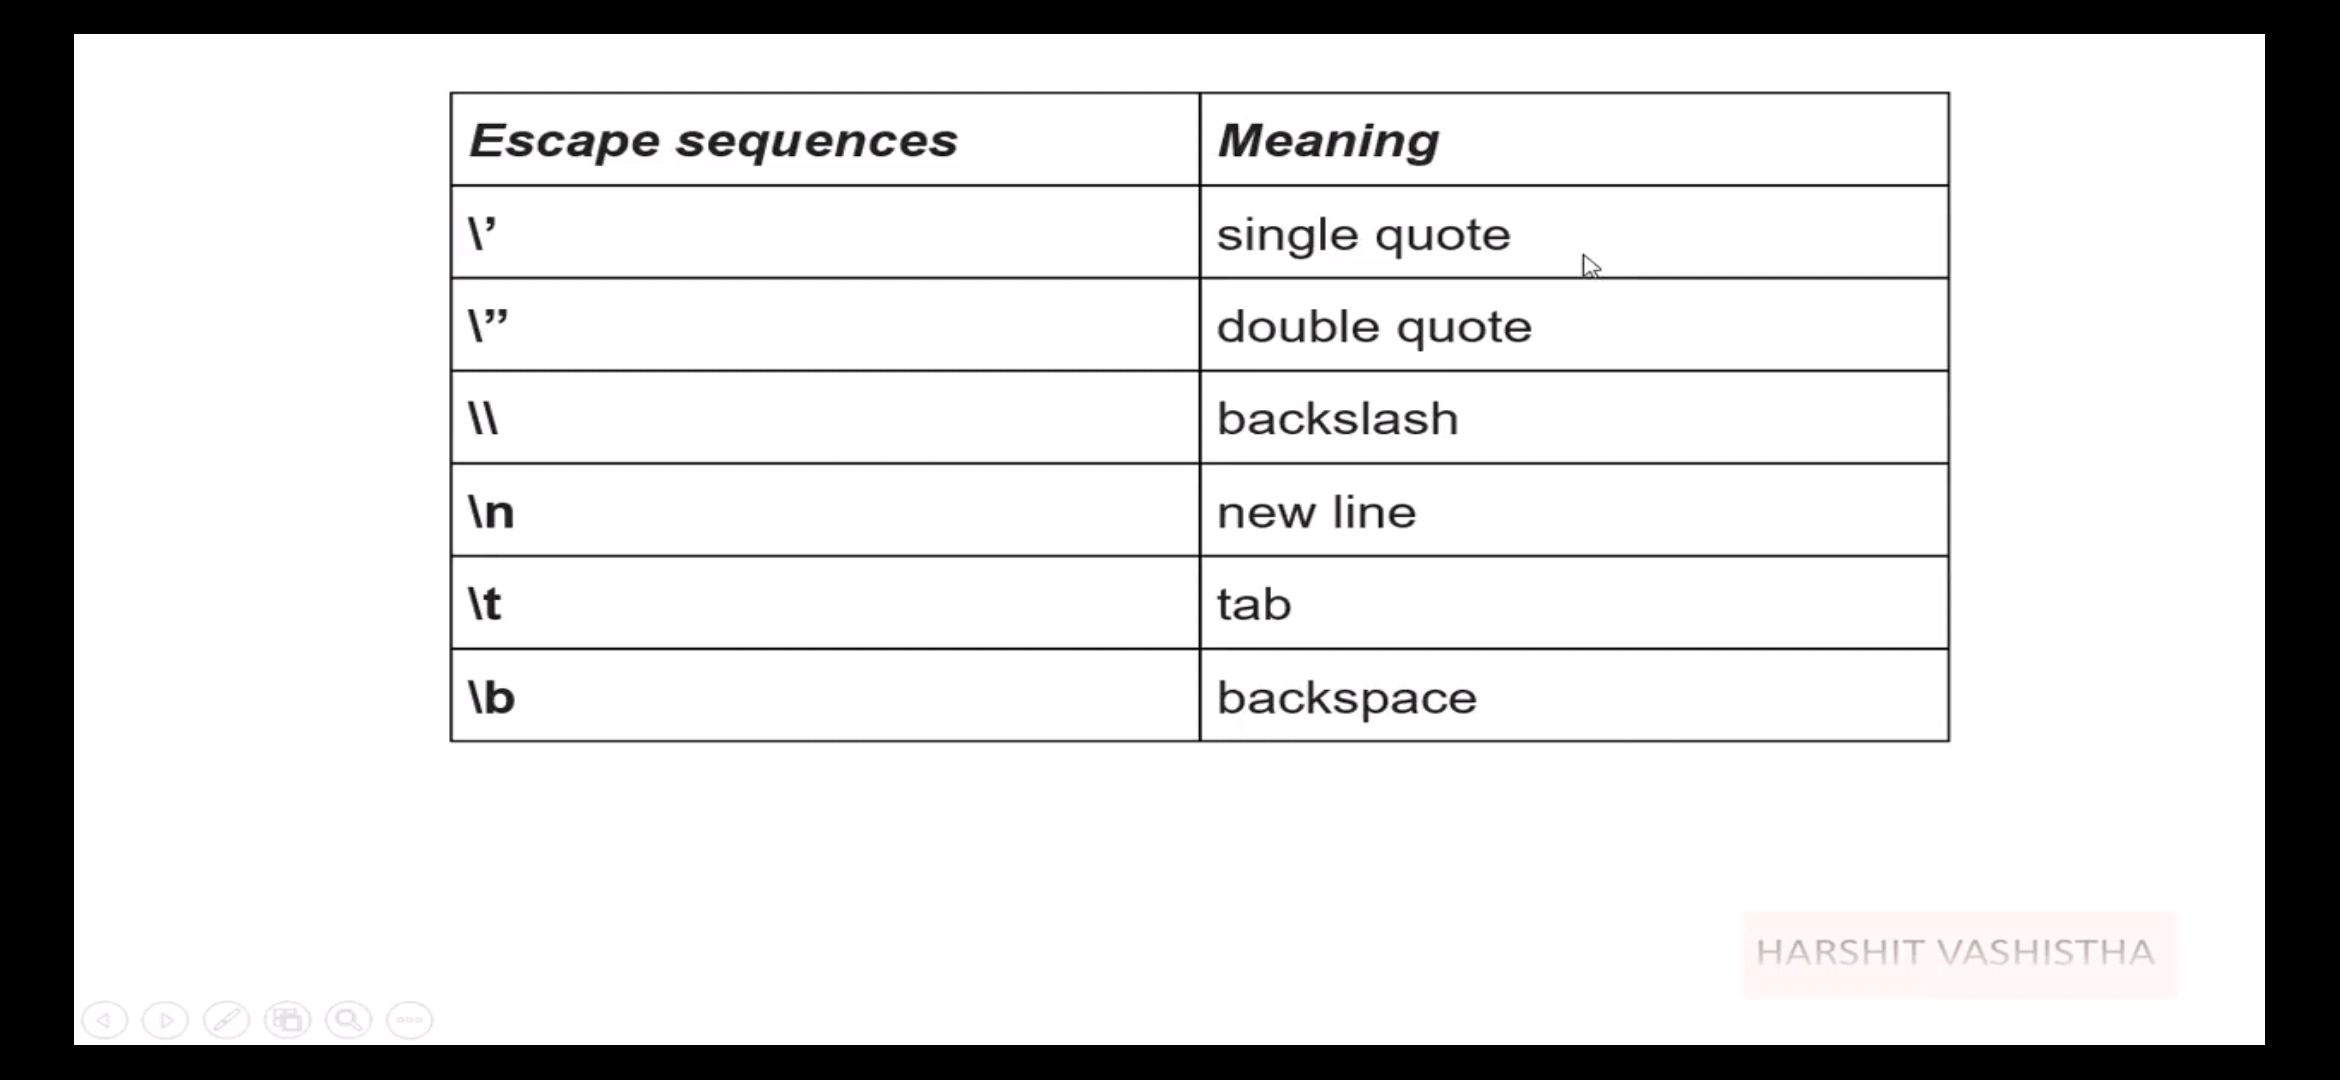 Escape sequences Meaning
\’ single quote
\” double quote
\\ backslash
\n new line
\t tab
\b backspace
HARSHIT VASHISTHA